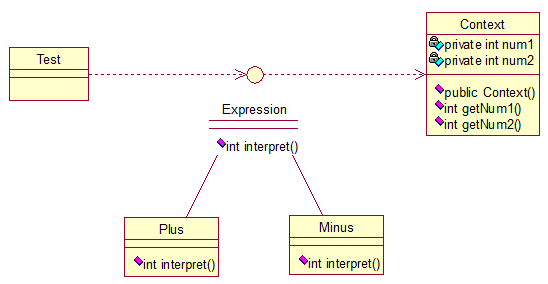 Test
Expression
int interpret()
Context
private int num1
private int num2
public Context()
int getNum1()
int getNum2()
Plus
int interpret()
Minus
int interpret()